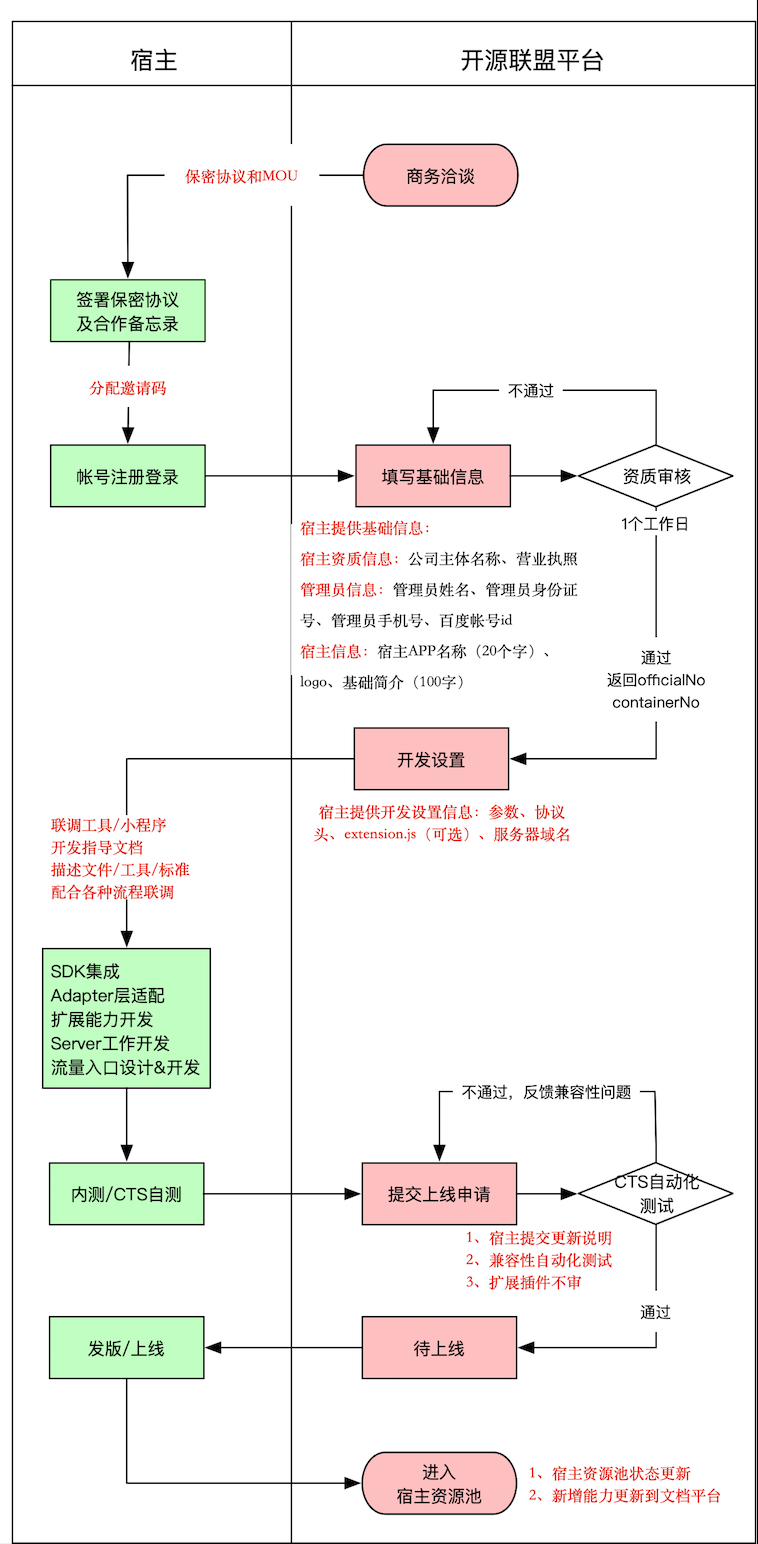 宿主
开源联盟平台
商务洽谈
保密协议和MOU
签署保密协议
及合作备忘录
分配邀请码
不通过
帐号注册登录
填写基础信息
资质审核
1个工作日
宿主提供基础信息：
宿主资质信息：公司主体名称、营业执照
管理员信息：管理员姓名、管理员身份证
号、管理员手机号、百度帐号id
宿主信息：宿主APP名称（20个字）、
logo、基础简介（100字）
通过
返回officialNo
containerNo
开发设置
宿主提供开发设置信息：参数、协议
头、extension.js（可选）、服务器域名
联调工具/小程序
开发指导文档
描述文件/工具/标准
配合各种流程联调
SDK集成
Adapter层适配
扩展能力开发
Server工作开发
流量入口设计&开发
不通过，反馈兼容性问题
内测/CTS自测
提交上线申请
CTS自动化
测试
1、宿主提交更新说明
2、兼容性自动化测试
3、扩展插件不审
通过
发版/上线
待上线
进入
宿主资源池
1、宿主资源池状态更新
2、新增能力更新到文档平台